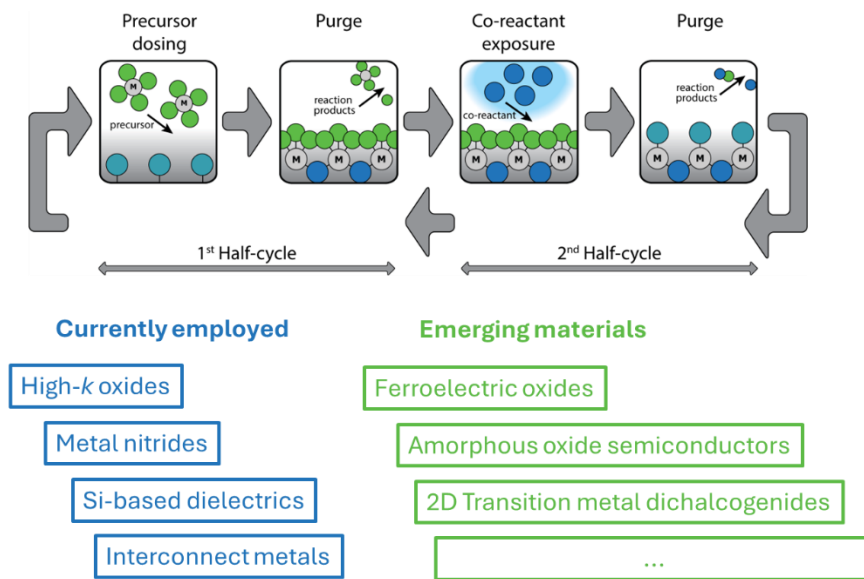 Precursor
dosing
Purge
Co-reactant
exposure
Purge
M
M
precursor
reaction
products
M
M
M
co-reactant
M
M
M
reaction
products
M
M
M
1st Half-cycle
2nd Half-cycle
Currently employed
Emerging materials
High-k oxides
Ferroelectric oxides
Metal nitrides
Amorphous oxide semiconductors
Si-based dielectrics
2D Transition metal dichalcogenides
Interconnect metals
...